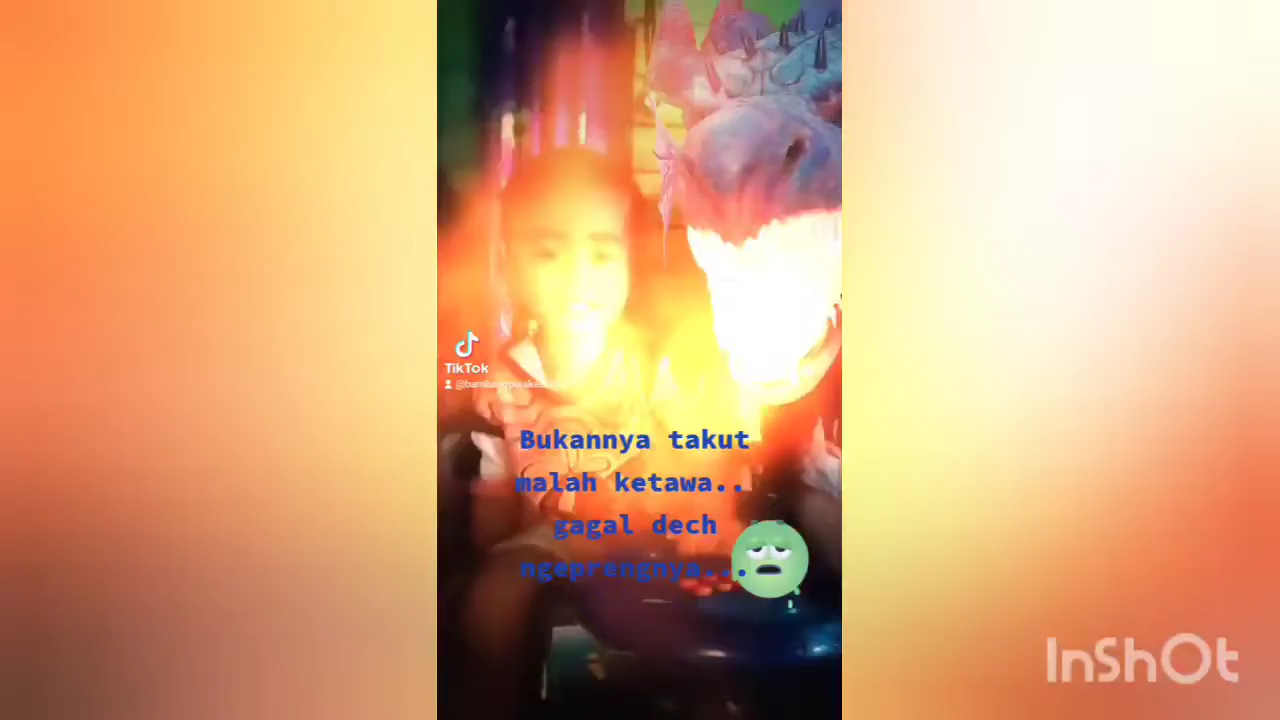 TikTok
Bukannya takut
malah ketawa..
gagal dech
ngeprengnya...
InShOt